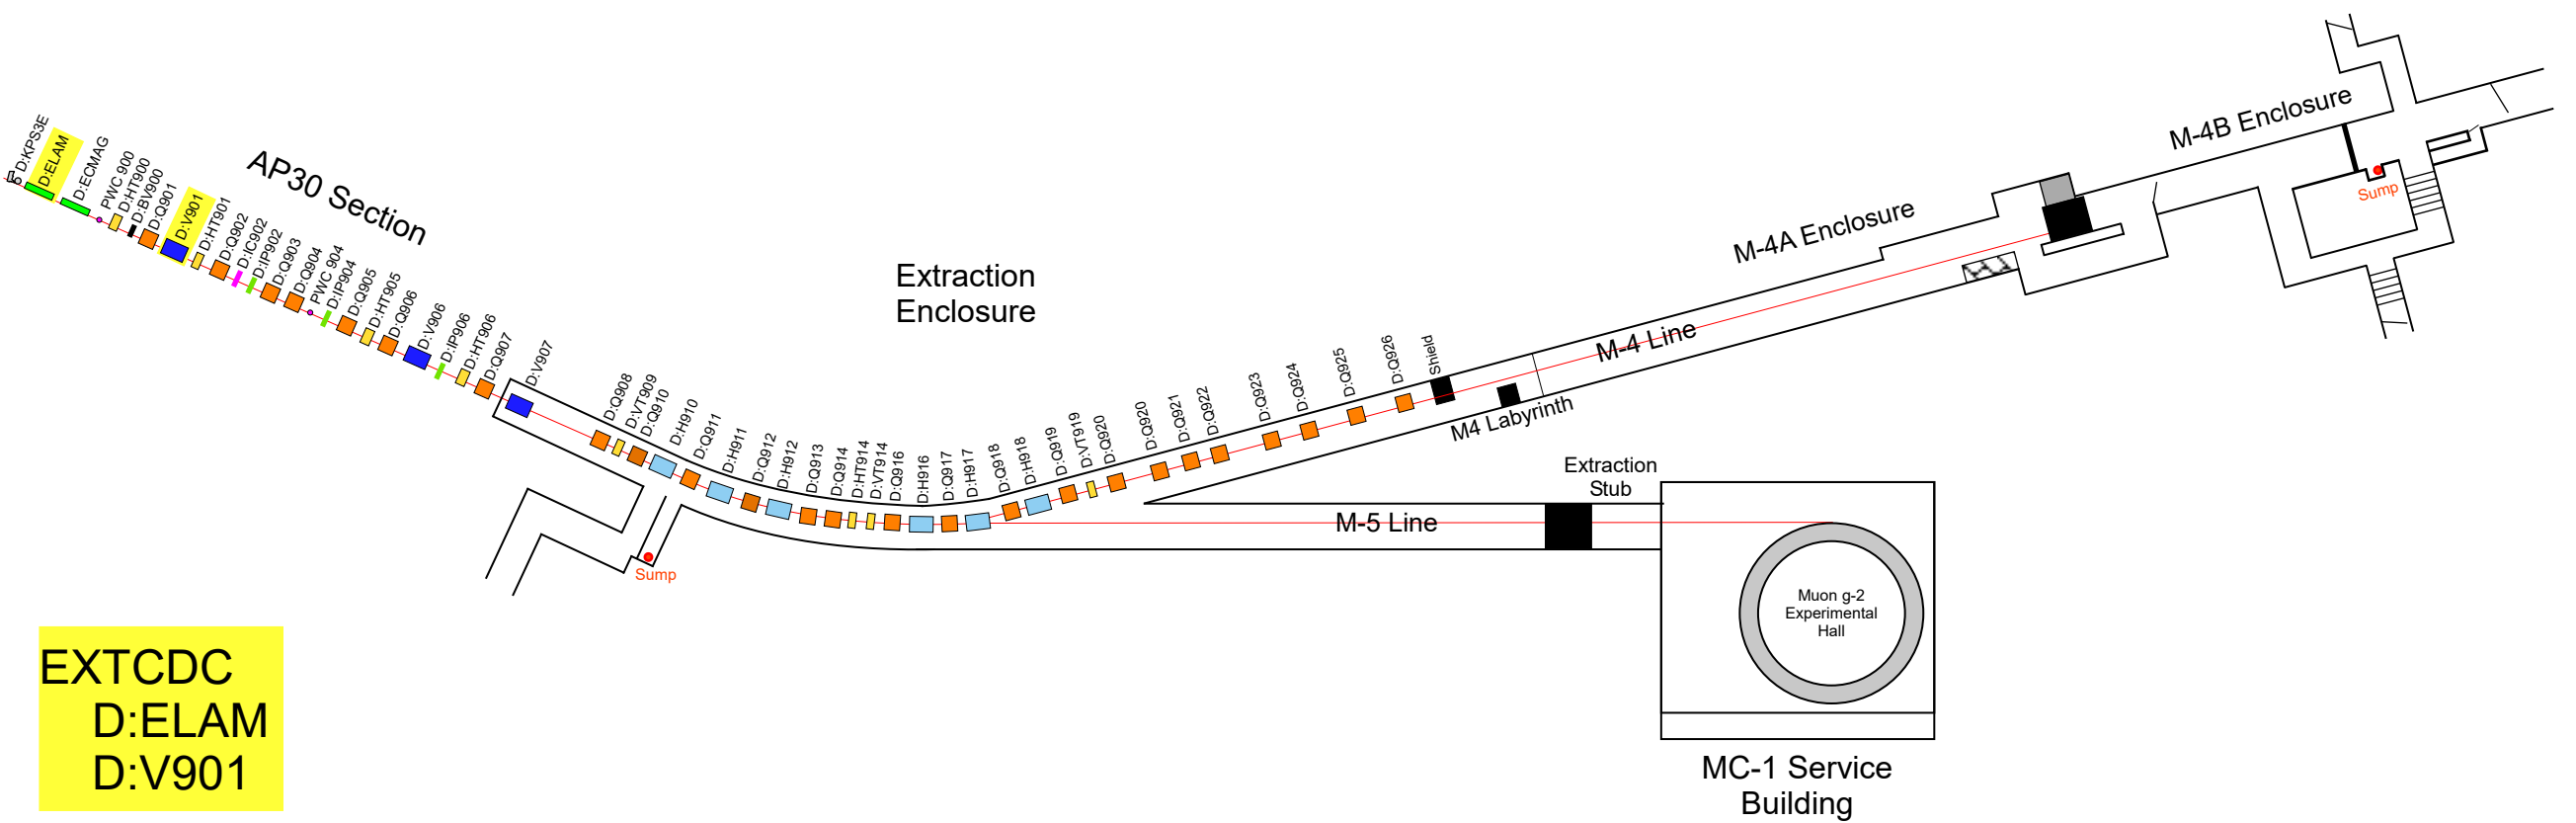 D:KPS3E
D:ELAM
D:ECMAG
PWC 900
D:HT900
D:BV900
D:Q901
D:V901
D:HT901
D:Q902
D:IC902
D:IP902
D:Q903
D:Q904
PWC 904
D:IP904
D:Q905
D:HT905
D:Q906
D:V906
D:IP906
D:HT906
D:Q907
D:V907
AP30 Section
D:Q908
D:VT909
D:Q910
D:H910
D:Q911
D:H911
D:Q912
D:H912
D:Q913
D:Q914
D:HT914
D:VT914
D:Q916
D:H916
D:Q917
D:H917
D:Q918
D:H918
D:Q919
D:VT919
D:Q920
D:Q920
D:Q921
D:Q922
D:Q923
D:Q924
D:Q925
D:Q926
Shield
Extraction
Enclosure
M-4 Line
M4 Labyrinth
M-4A Enclosure
M-4B Enclosure
Sump
Extraction
Stub
M-5 Line
Sump
Muon g-2
Experimental
Hall
MC-1 Service
Building
EXTCDC
D:ELAM
D:V901